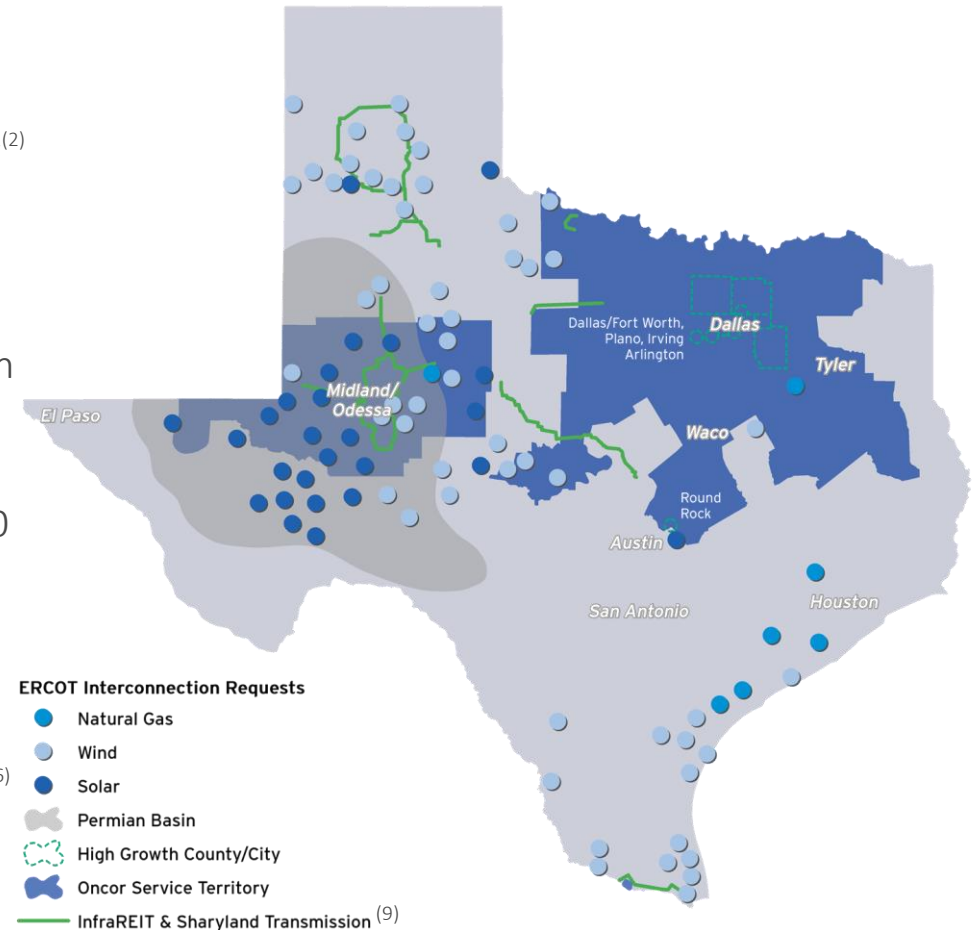 (2)
n
El Paso
Midland/
Odessa
Dallas/Fort Worth,
Plano, Irving
Arlington
Dallas
Tyler
Waco
Round
Rock
0
Austin
San Antonio
Houston
ERCOT Interconnection Requests
Natural Gas
Wind
Solar
6)
Permian Basin
High Growth County/City
Oncor Service Territory
InfraREIT & Sharyland Transmission (9)